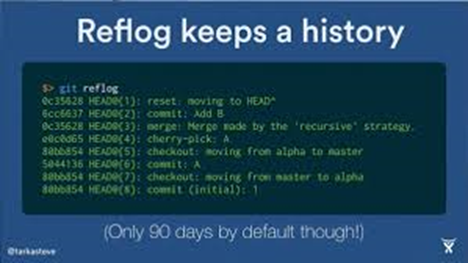 Reflog keeps a history
$> git reflog
0c35628 HEAD@{1}: reset: moving to HEAD^
6cc6637 HEAD@{2}: commit: Add B
0c35628 HEAD@{3}: merge: Merge made by the 'recursive' strategy.
e0c0d65 HEAD@{4}: cherry-pick: A
80bb854 HEAD@{5}: checkout: moving from alpha to master
5044136 HEAD@{6}: commit: A
80bb854 HEAD@{7}: checkout: moving from master to alpha
80bb854 HEAD@{8}: commit (initial): 1
(Only 90 days by default though!)
@tarkasteve